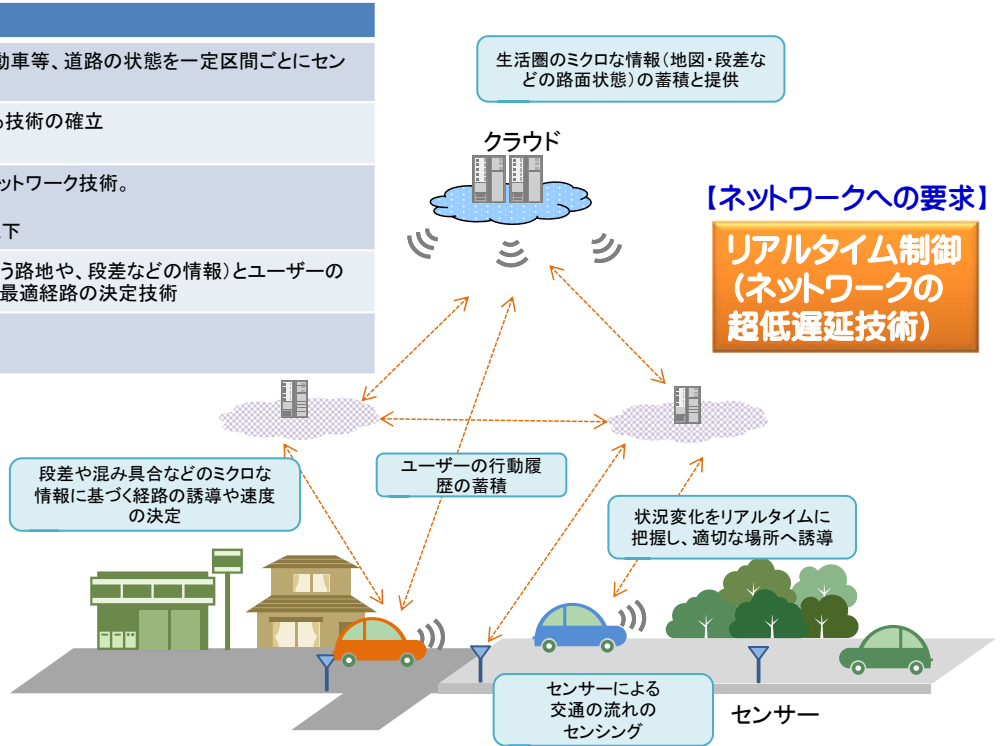 動車等、道路の状態を一定区間ごとにセン
技術の確立
ットワーク技術。
下
う路地や、段差などの情報）とユーザーの
最適経路の決定技術
生活圏のミクロな情報（地図・段差な
どの路面状態）の蓄積と提供
クラウド
【ネットワークへの要求】
リアルタイム制御
（ネットワークの
超低遅延技術）
段差や混み具合などのミクロな
情報に基づく経路の誘導や速度
の決定
ユーザーの行動履
歴の蓄積
状況変化をリアルタイムに
把握し、適切な場所へ誘導
センサーによる
交通の流れの
センシング
センサー